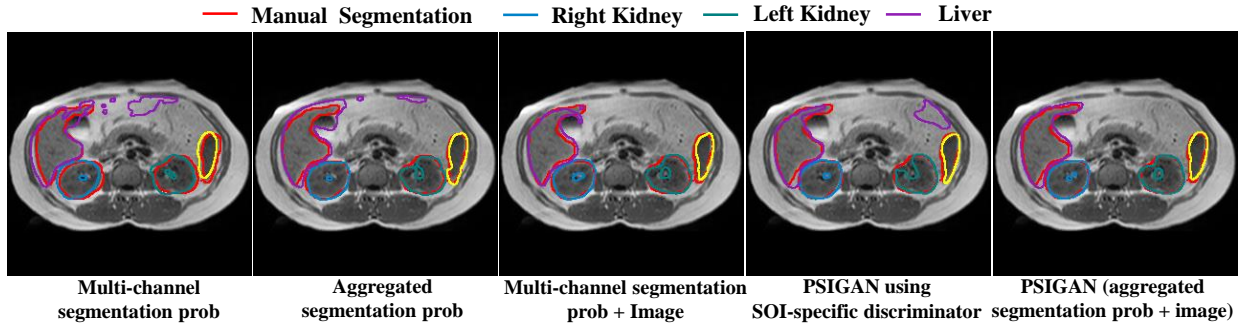 Manual Segmentation Right Kidney Left Kidney Liver
Multi-channel
segmentation prob
Aggregated
segmentation prob
Multi-channel segmentation
prob + Image
PSIGAN using
SOI-specific discriminator
PSIGAN (aggregated
segmentation prob + image)